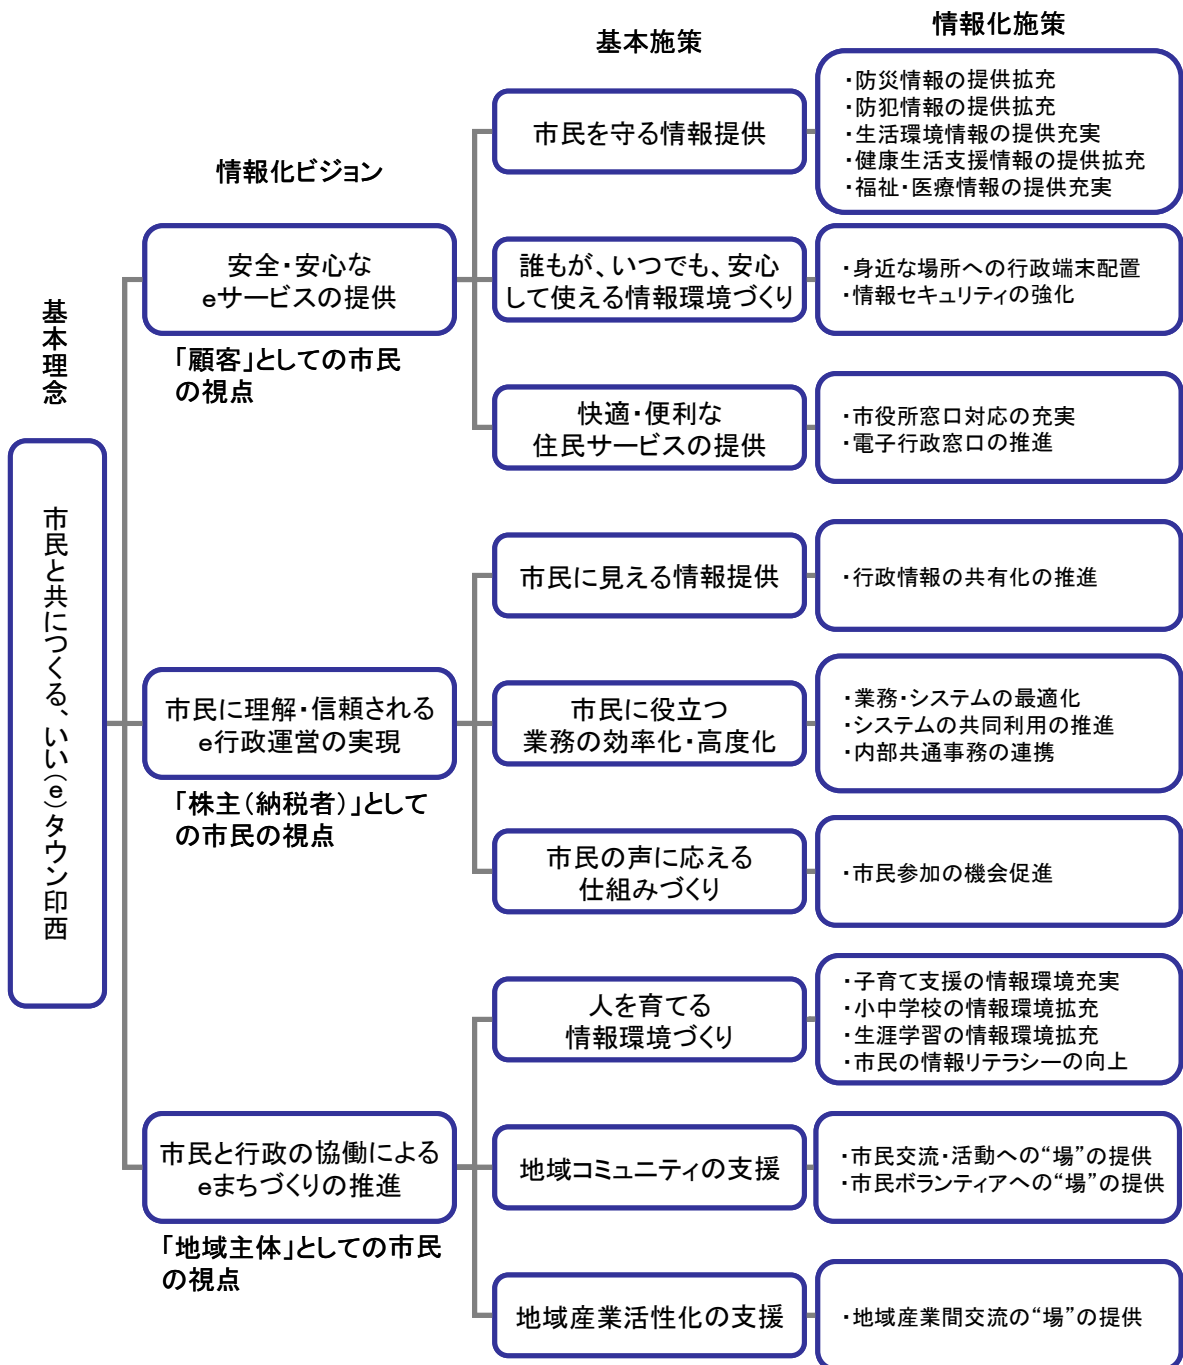 基本理念
市民と共につくる、いい(e)タウン印西
情報化ビジョン
安全・安心な
eサービスの提供
「顧客」としての市民
の視点
市民に理解・信頼される
e行政運営の実現
「株主(納税者)」として
の市民の視点
市民と行政の協働による
eまちづくりの推進
「地域主体」としての市民
の視点
基本施策
市民を守る情報提供
誰もが、いつでも、安心
して使える情報環境づくり
快適・便利な
住民サービスの提供
市民に見える情報提供
市民に役立つ
業務の効率化・高度化
市民の声に応える
仕組みづくり
人を育てる
情報環境づくり
地域コミュニティの支援
地域産業活性化の支援
情報化施策
・防災情報の提供拡充
・防犯情報の提供拡充
・生活環境情報の提供充実
・健康生活支援情報の提供拡充
・福祉・医療情報の提供充実
・身近な場所への行政端末配置
・情報セキュリティの強化
・市役所窓口対応の充実
・電子行政窓口の推進
・行政情報の共有化の推進
・業務・システムの最適化
・システムの共同利用の推進
・内部共通事務の連携
・市民参加の機会促進
・子育て支援の情報環境充実
・小中学校の情報環境拡充
・生涯学習の情報環境拡充
・市民の情報リテラシーの向上
・市民交流・活動への“場”の提供
・市民ボランティアへの“場”の提供
・地域産業間交流の“場”の提供